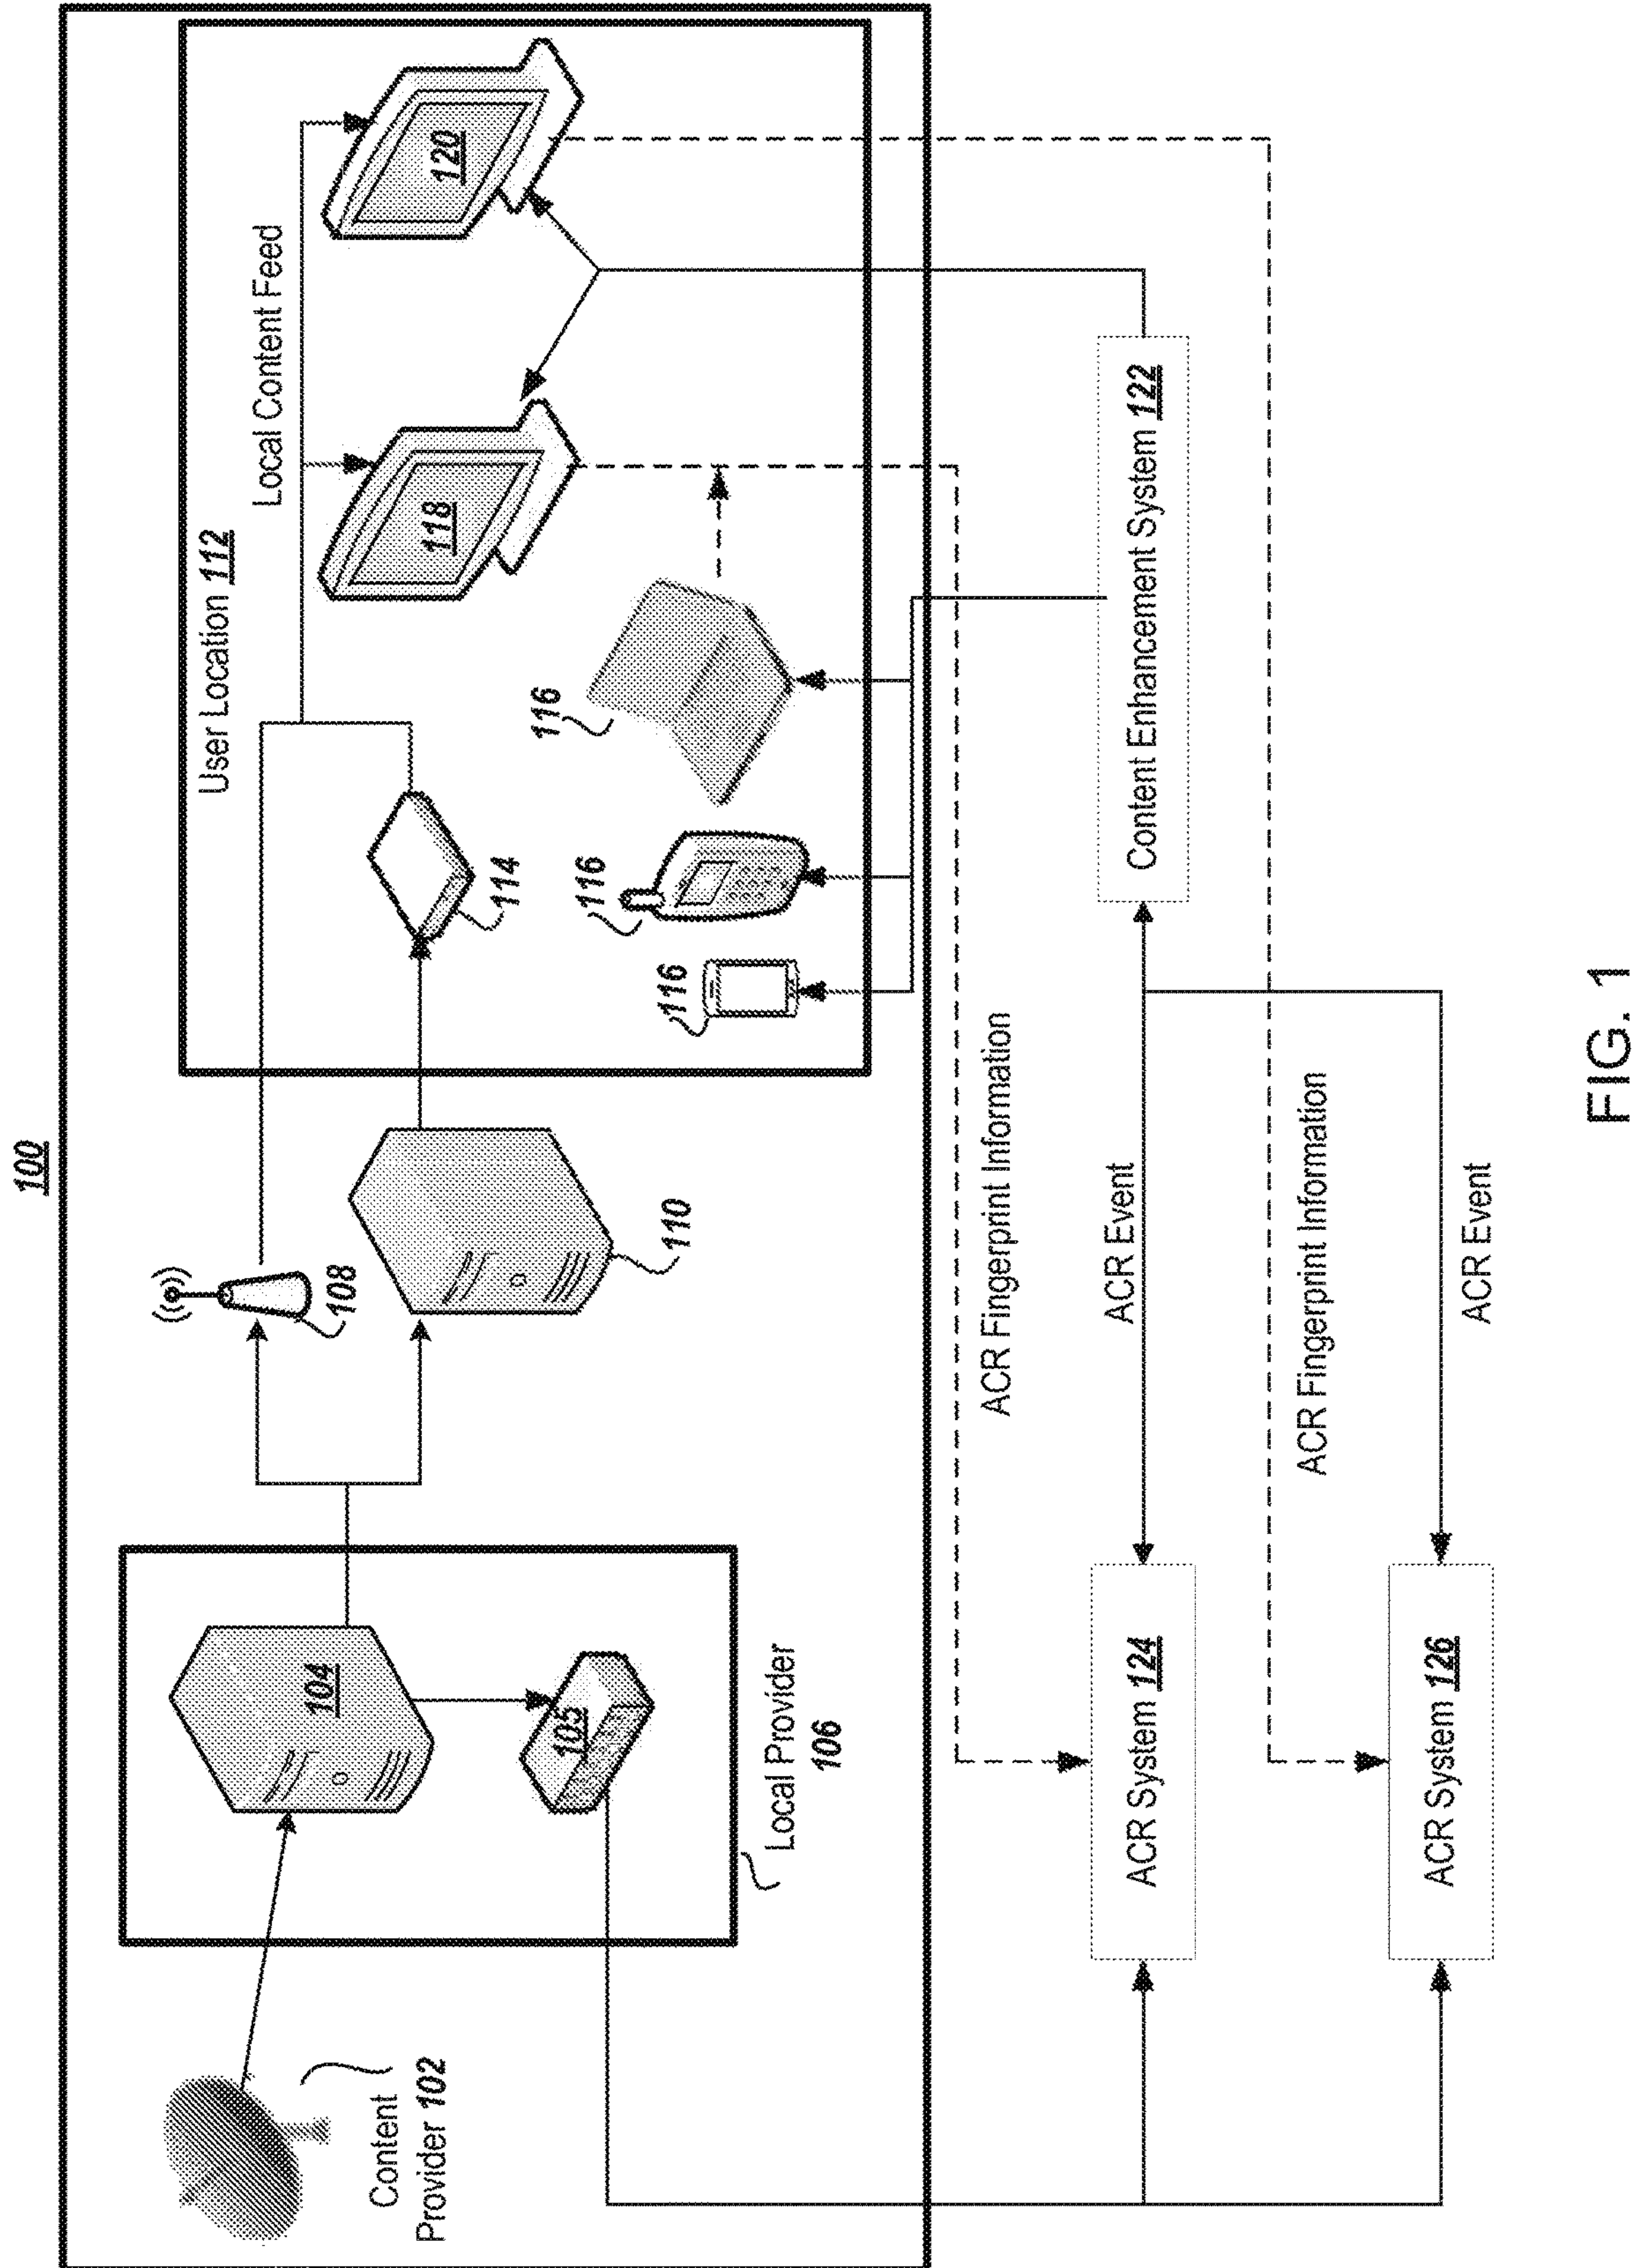 100
Content
Provider 102
104
105
Local Provider
106
108
110
User Location 112
Local Content Feed
114
116
116
116
118
120
ACR Fingerprint Information
ACR Event
ACR Fingerprint Information
ACR Event
Content Enhancement System 122
ACR System 124
ACR System 126
FIG. 1